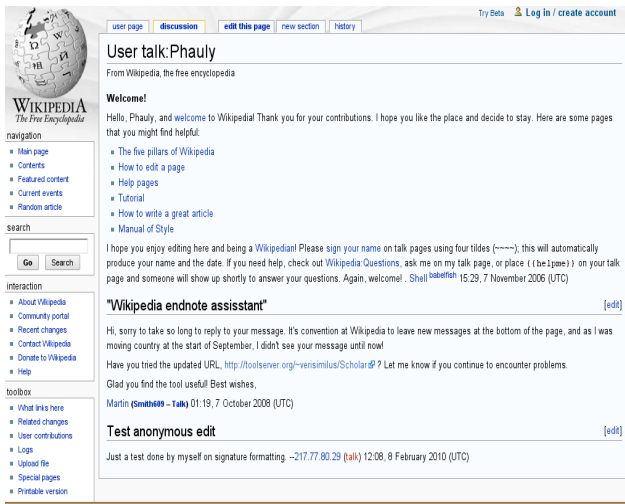 Try Beta Log in / create account
user page discussion edit this page new section history
User talk:Phauly
From Wikipedia, the free encyclopedia
Welcome!
Hello, Phauly, and welcome to Wikipedia! Thank you for your contributions. I hope you like the place and decide to stay. Here are some pages
that you might find helpful:
The five pillars of Wikipedia
How to edit a page
Help pages
Tutorial
How to write a great article
Manual of Style
I hope you enjoy editing here and being a Wikipedian! Please sign your name on talk pages using four tildes (~~~~); this will automatically
produce your name and the date. If you need help, check out Wikipedia:Questions, ask me on my talk page, or place {{helpme}} on your talk
page and someone will show up shortly to answer your questions. Again, welcome! . Shell babelfish 15:29, 7 November 2006 (UTC)
"Wikipedia endnote assisstant" [edit]
Hi, sorry to take so long to reply to your message. It's convention at Wikipedia to leave new messages at the bottom of the page, and as I was
moving country at the start of September, I didn't see your message until now!
Have you tried the updated URL, http://toolserver.org/~verisimilus/Scholar ? Let me know if you continue to encounter problems.
Glad you find the tool useful! Best wishes,
Martin (Smith609 – Talk) 01:19, 7 October 2008 (UTC)
Test anonymous edit [edit]
Just a test done by myself on signature formatting. --217.77.80.29 (talk) 12:08, 8 February 2010 (UTC)
WIKIPEDIA
The Free Encyclopedia
navigation
Main page
Contents
Featured content
Current events
Random article
search
Go Search
interaction
About Wikipedia
Community portal
Recent changes
Contact Wikipedia
Donate to Wikipedia
Help
toolbox
What links here
Related changes
User contributions
Logs
Upload file
Special pages
Printable version